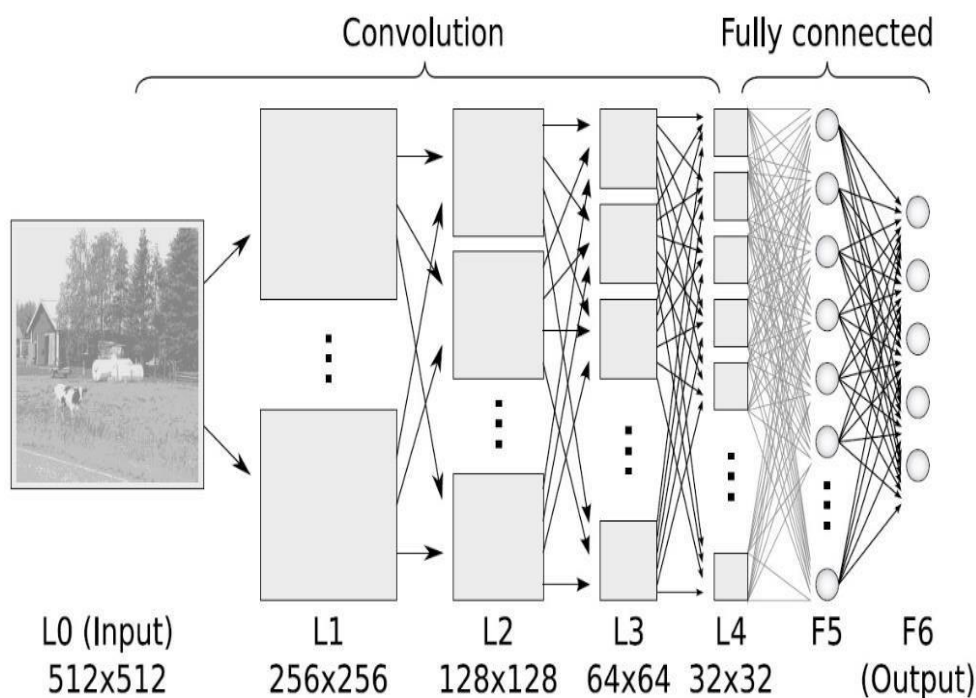 Convolution
Fully connected
L0 (Input)
512x512
L1
256x256
L2
128x128
L3
64x64
L4
32x32
F5
F6
(Output)